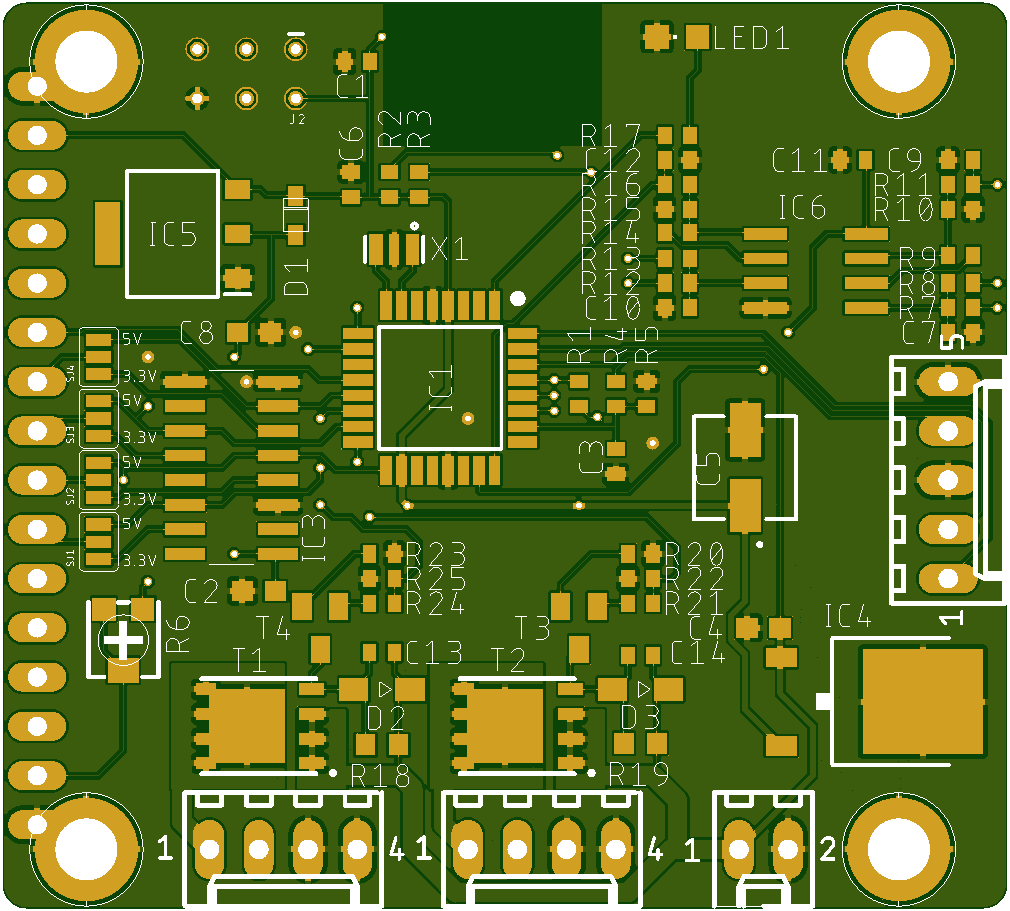 LED1
C1
J2
C6
R2
R3
R17
C12
R16
R15
R14
R13
R12
C10
C11
C9
R11
R10
IC6
R9
R8
R7
C7
5
IC5
D1
X1
C8
R1
R4
R5
IC1
5V
SJ4
3.3V
5V
SJ3
3.3V
5V
SJ2
3.3V
5V
SJ1
3.3V
IC3
C3
C5
R23
R25
R24
R20
R22
R21
C2
R6
T4
T3
C4
IC4
1
T1
C13
T2
C14
D2
D3
R18
R19
1
4
1
4
1
2